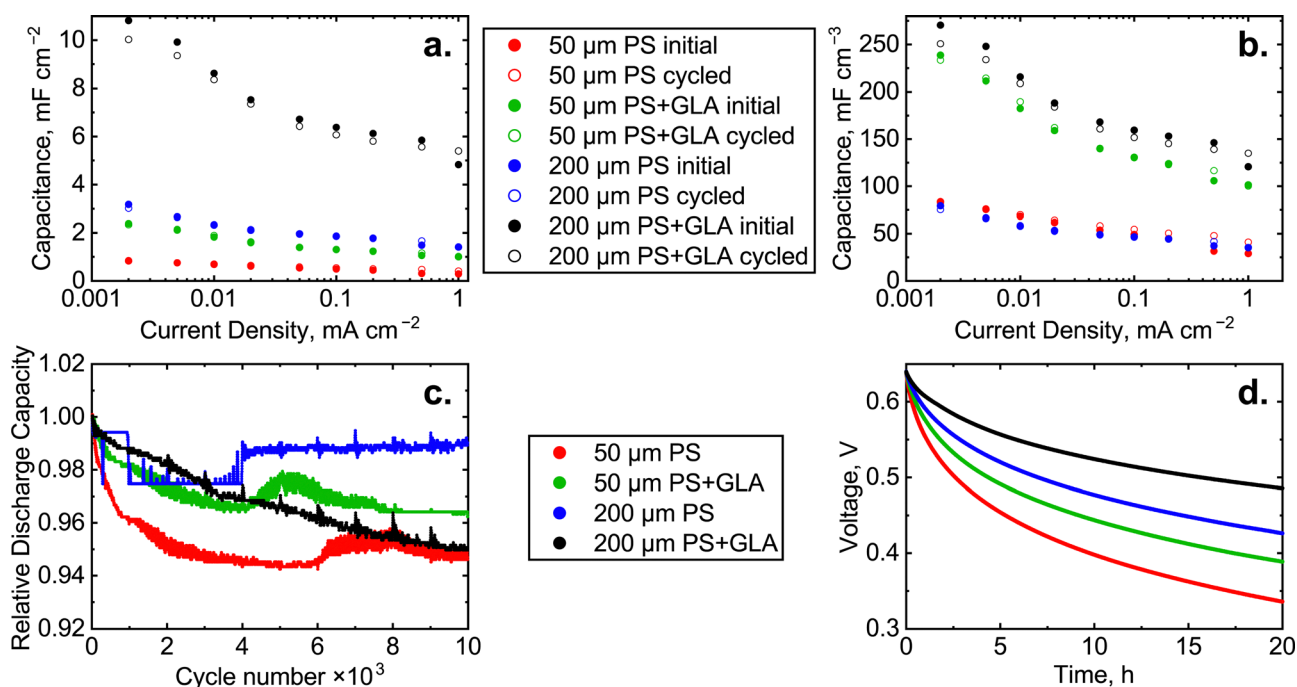 a.
Capacitance, mF cm⁻²
10
8
6
4
2
0
0.001
0.01
0.1
1
Current Density, mA cm⁻²
50 µm PS initial
50 µm PS cycled
50 µm PS+GLA initial
50 µm PS+GLA cycled
200 µm PS initial
200 µm PS cycled
200 µm PS+GLA initial
200 µm PS+GLA cycled
b.
Capacitance, mF cm⁻³
250
200
150
100
50
0
0.001
0.01
0.1
1
Current Density, mA cm⁻²
c.
Relative Discharge Capacity
1.02
1.00
0.98
0.96
0.94
0.92
0
2
4
6
8
10
Cycle number ×10³
50 µm PS
50 µm PS+GLA
200 µm PS
200 µm PS+GLA
d.
Voltage, V
0.6
0.5
0.4
0.3
0
5
10
15
20
Time, h